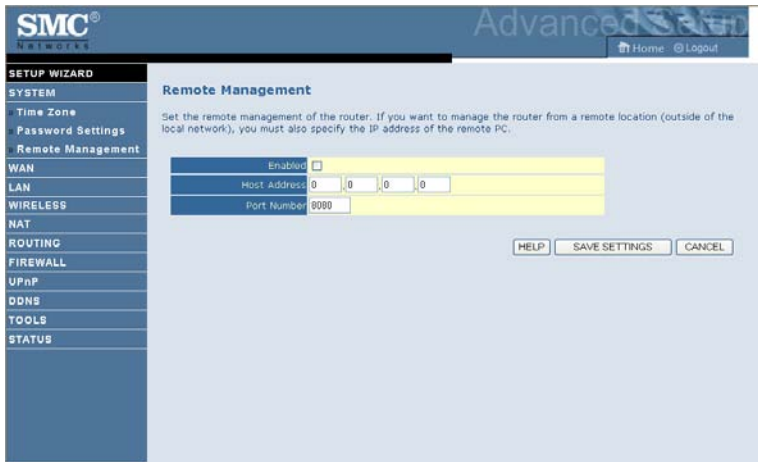 SMC®
Networks
Advanced Setup
Home Logout
SETUP WIZARD
SYSTEM
Time Zone
Password Settings
Remote Management
WAN
LAN
WIRELESS
NAT
ROUTING
FIREWALL
UPnP
DDNS
TOOLS
STATUS
Remote Management
Set the remote management of the router. If you want to manage the router from a remote location (outside of the
local network), you must also specify the IP address of the remote PC.
Enabled
Host Address 0 .0 .0 .0
Port Number 8080
HELP SAVE SETTINGS CANCEL